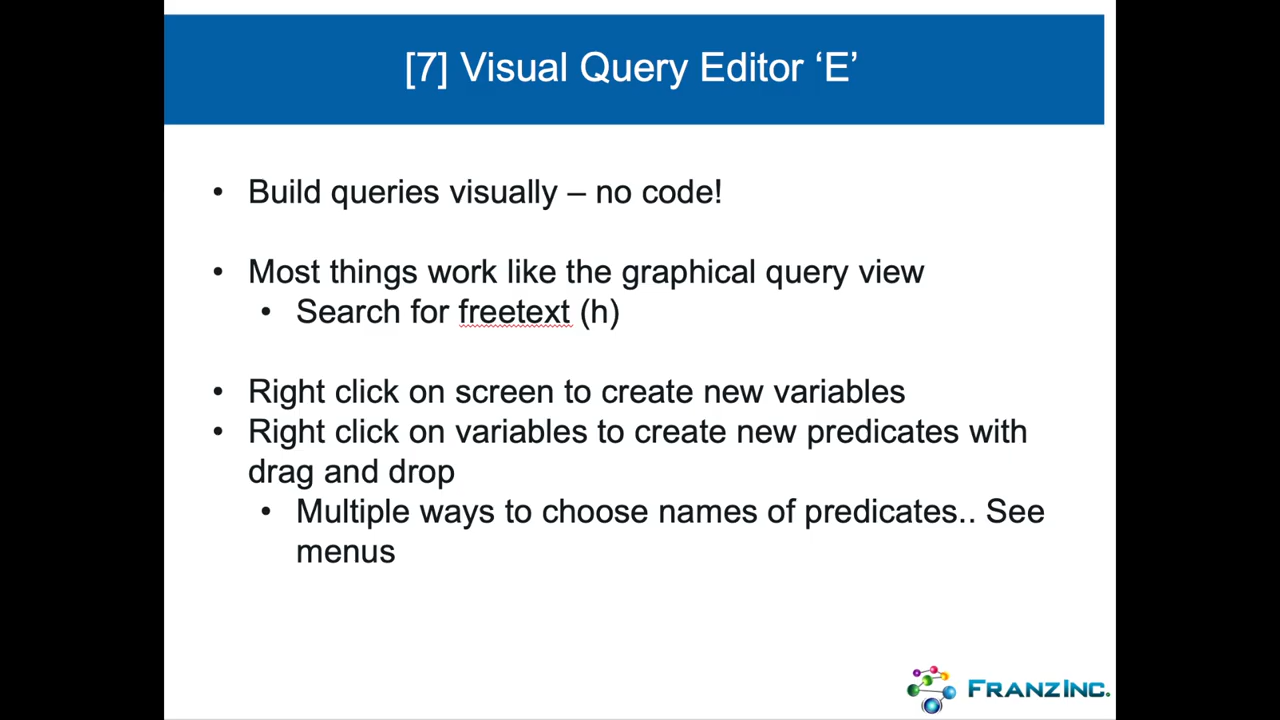 [7] Visual Query Editor ‘E’
• Build queries visually – no code!
• Most things work like the graphical query view
• Search for freetext (h)
• Right click on screen to create new variables
• Right click on variables to create new predicates with
drag and drop
• Multiple ways to choose names of predicates.. See
menus
FRANZ INC.